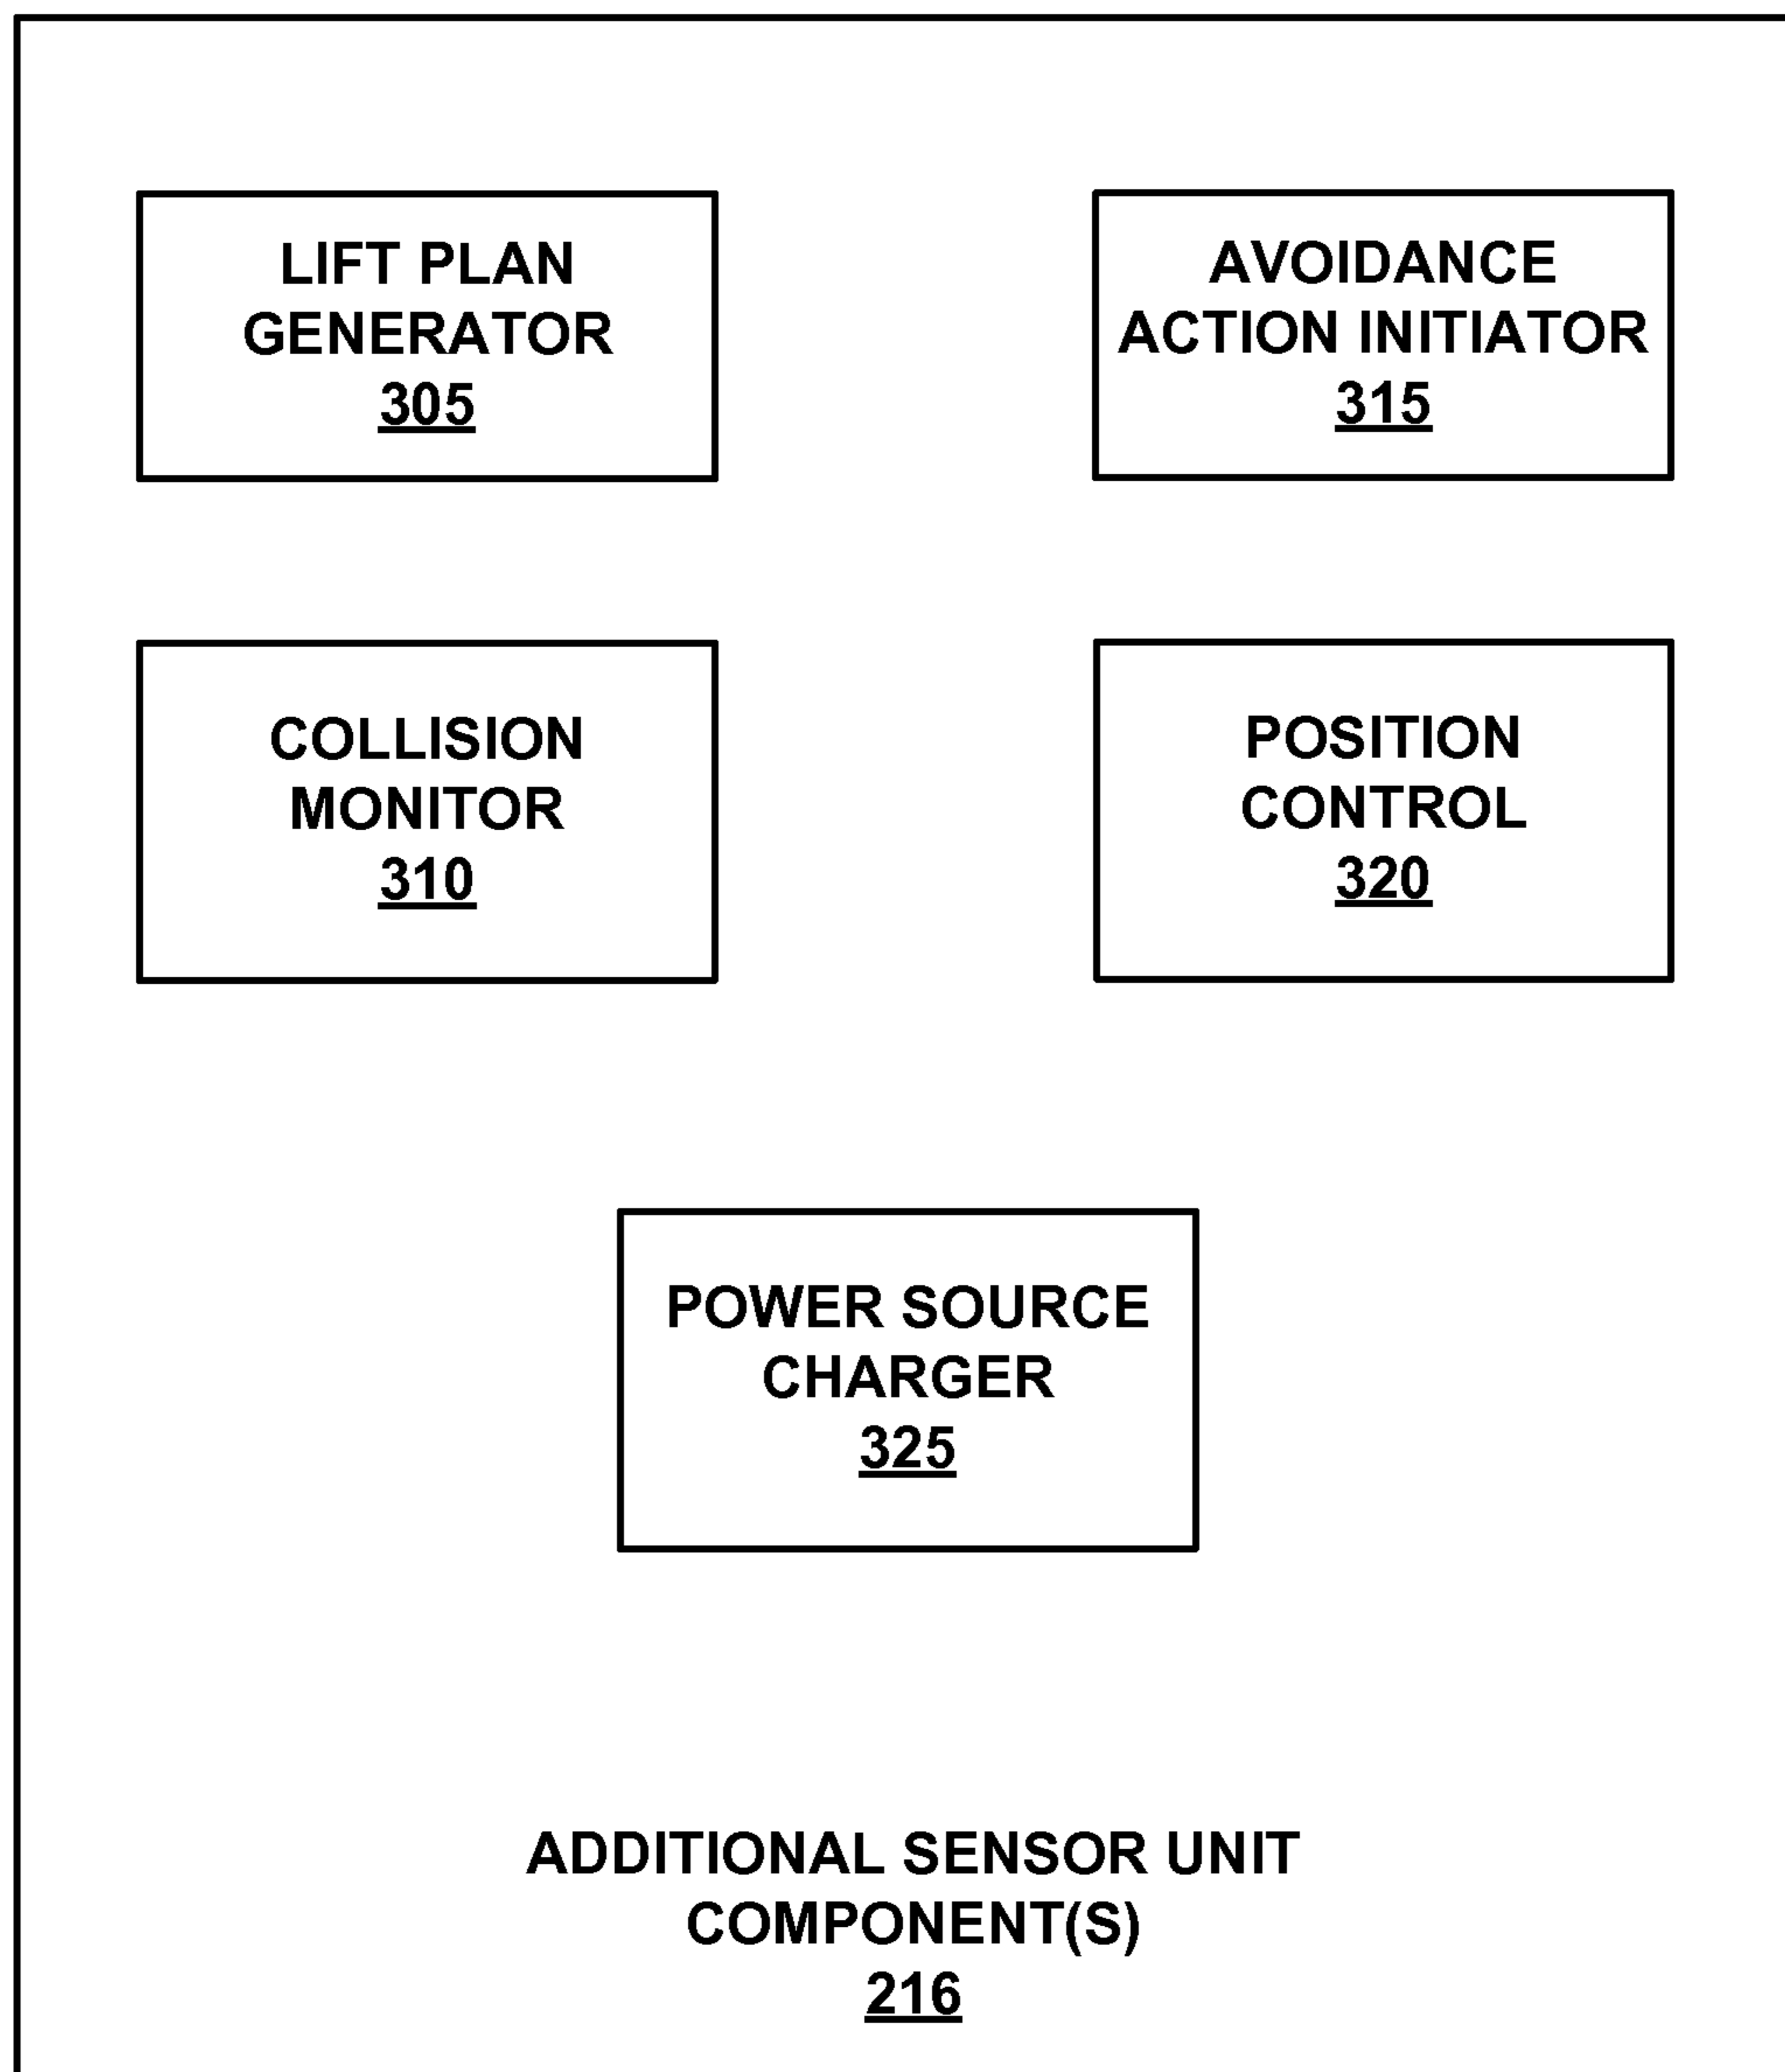 LIFT PLAN
GENERATOR
305
AVOIDANCE
ACTION INITIATOR
315
COLLISION
MONITOR
310
POSITION
CONTROL
320
POWER SOURCE
CHARGER
325
ADDITIONAL SENSOR UNIT
COMPONENT(S)
216